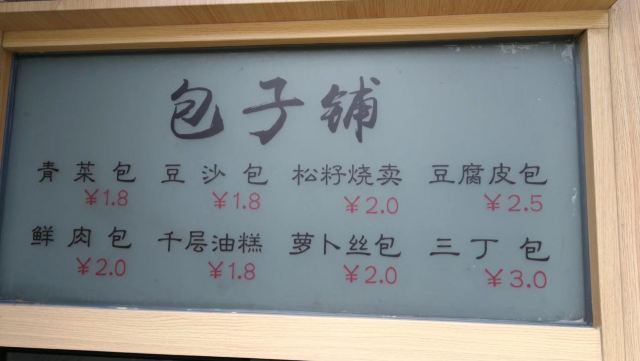 包子铺
青菜包 豆沙包 松籽烧卖 豆腐皮包
¥1.8 ¥1.8 ¥2.0 ¥2.5
鲜肉包 千层油糕 萝卜丝包 三丁包
¥2.0 ¥1.8 ¥2.0 ¥3.0